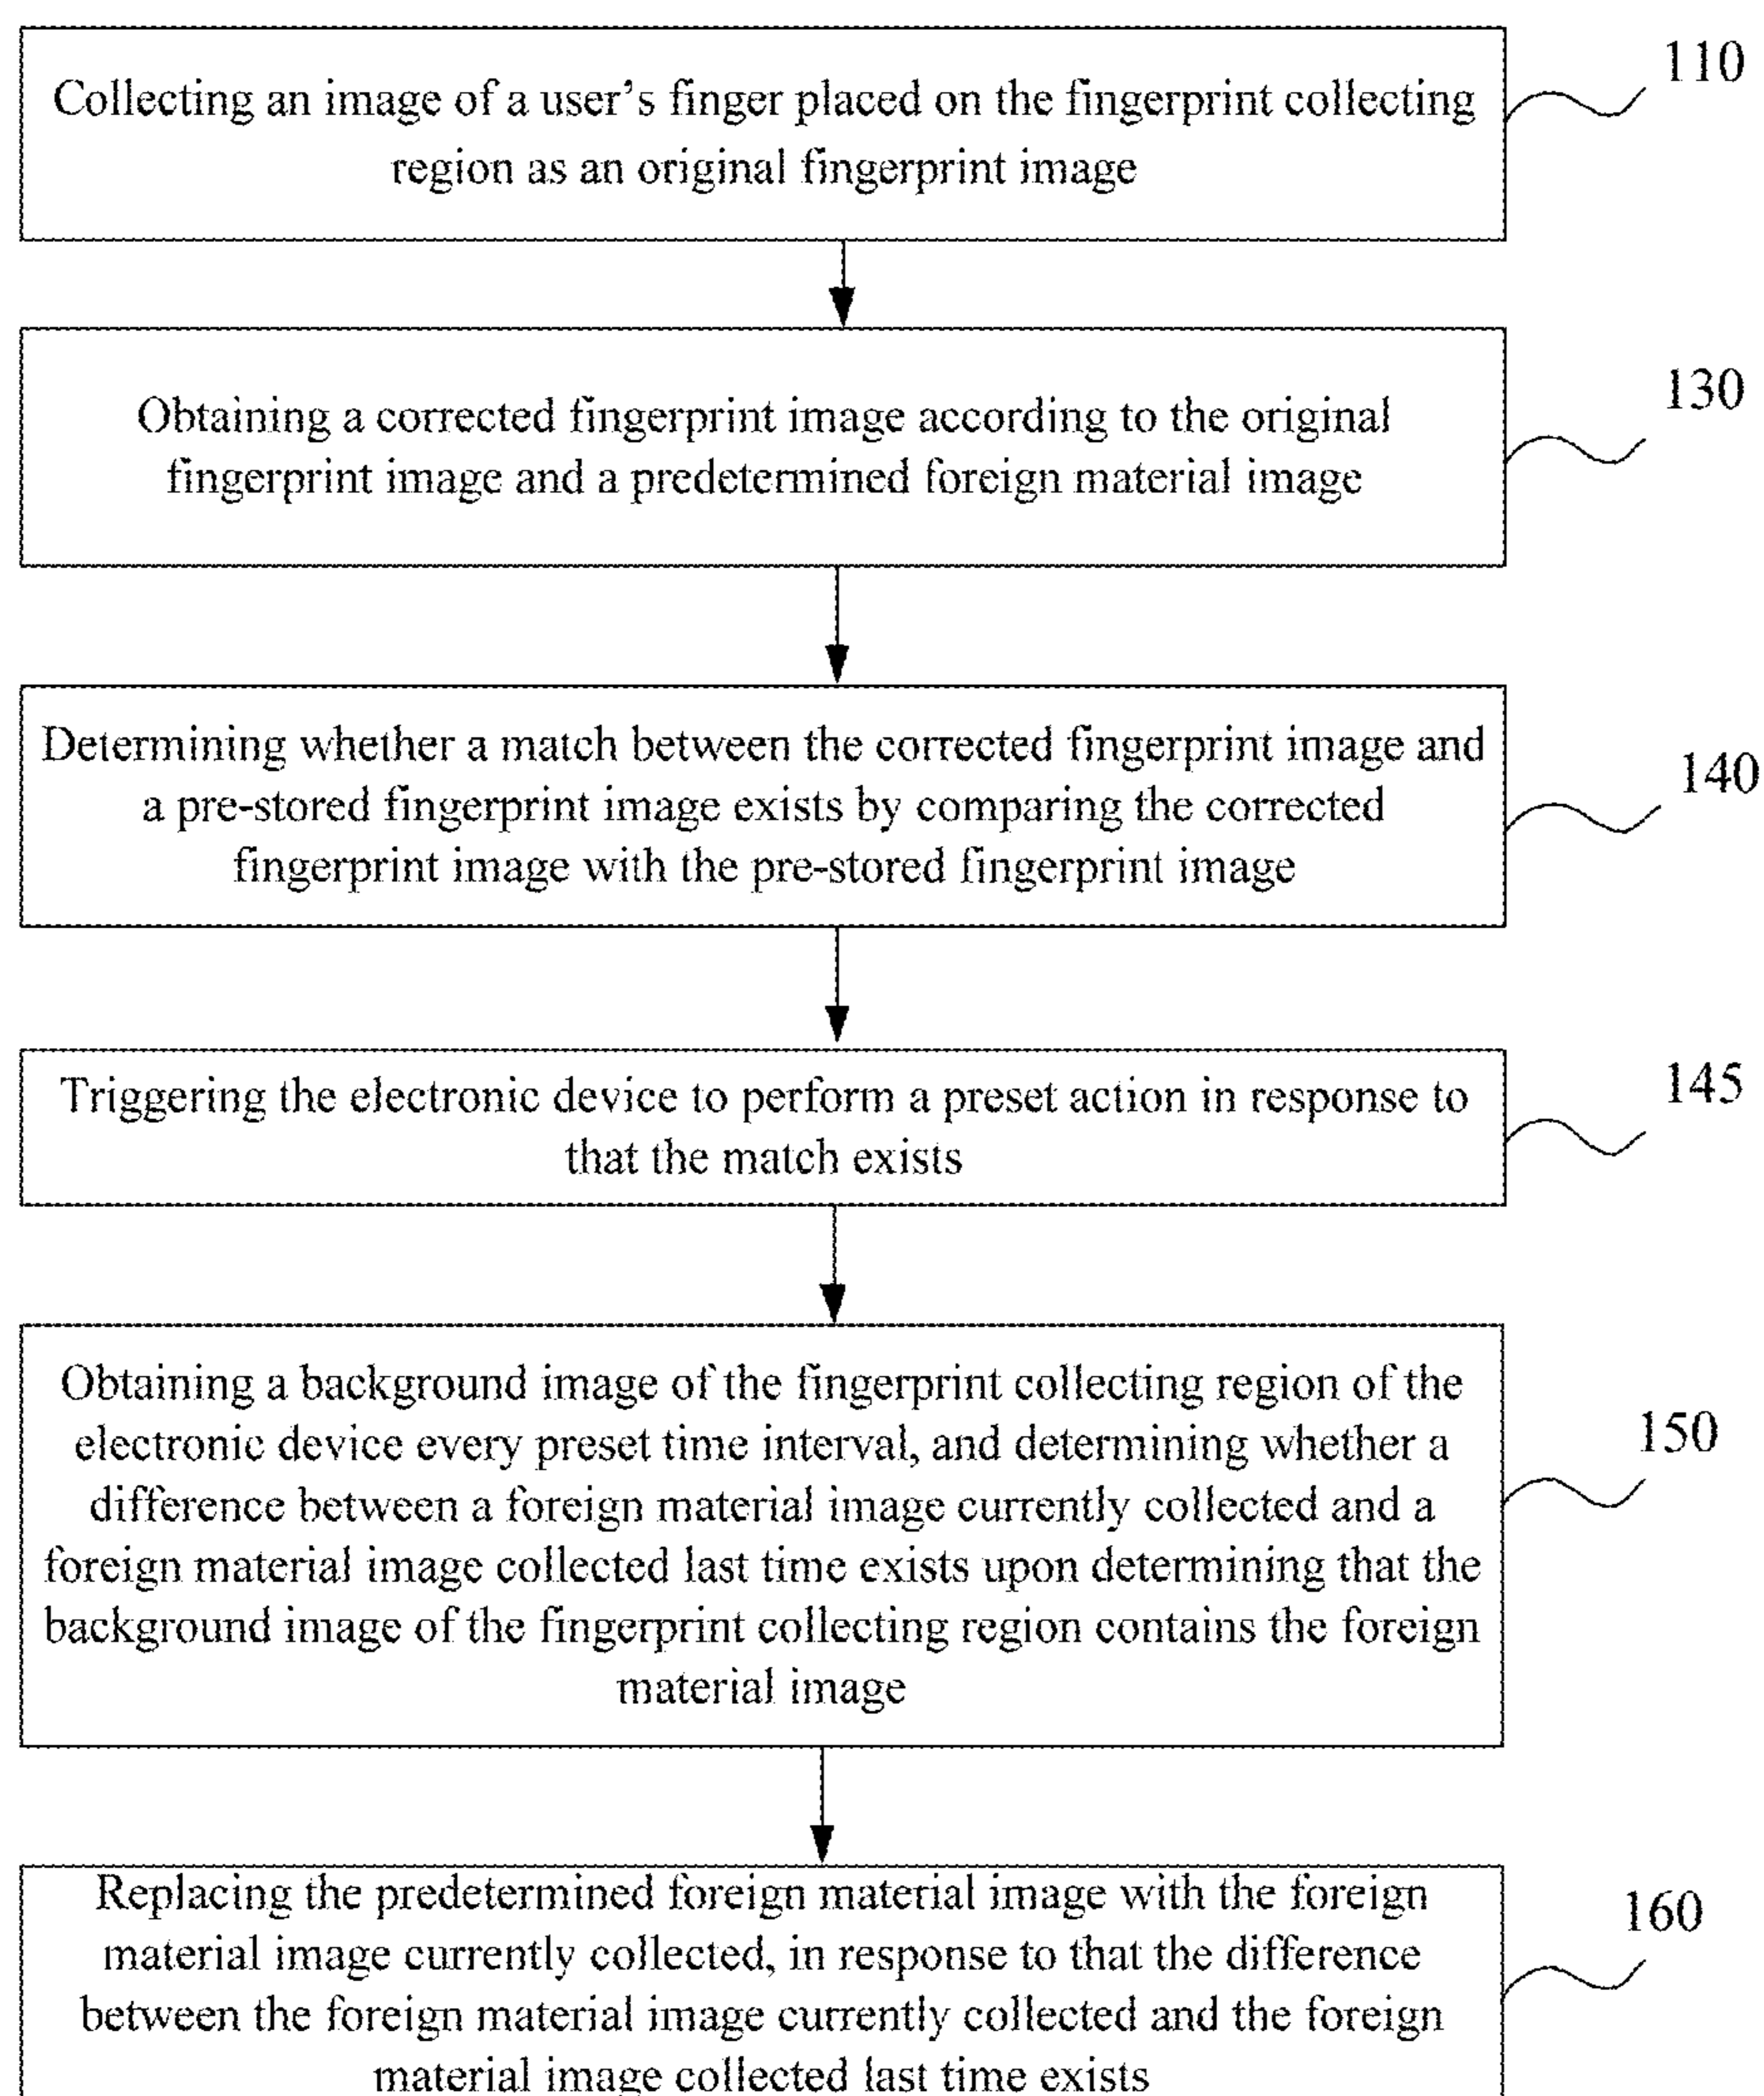 Collecting an image of a user's finger placed on the fingerprint collecting
region as an original fingerprint image
110
Obtaining a corrected fingerprint image according to the original
fingerprint image and a predetermined foreign material image
130
Determining whether a match between the corrected fingerprint image and
a pre-stored fingerprint image exists by comparing the corrected
fingerprint image with the pre-stored fingerprint image
140
Triggering the electronic device to perform a preset action in response to
that the match exists
145
Obtaining a background image of the fingerprint collecting region of the
electronic device every preset time interval, and determining whether a
difference between a foreign material image currently collected and a
foreign material image collected last time exists upon determining that the
background image of the fingerprint collecting region contains the foreign
material image
150
Replacing the predetermined foreign material image with the foreign
material image currently collected, in response to that the difference
between the foreign material image currently collected and the foreign
material image collected last time exists
160